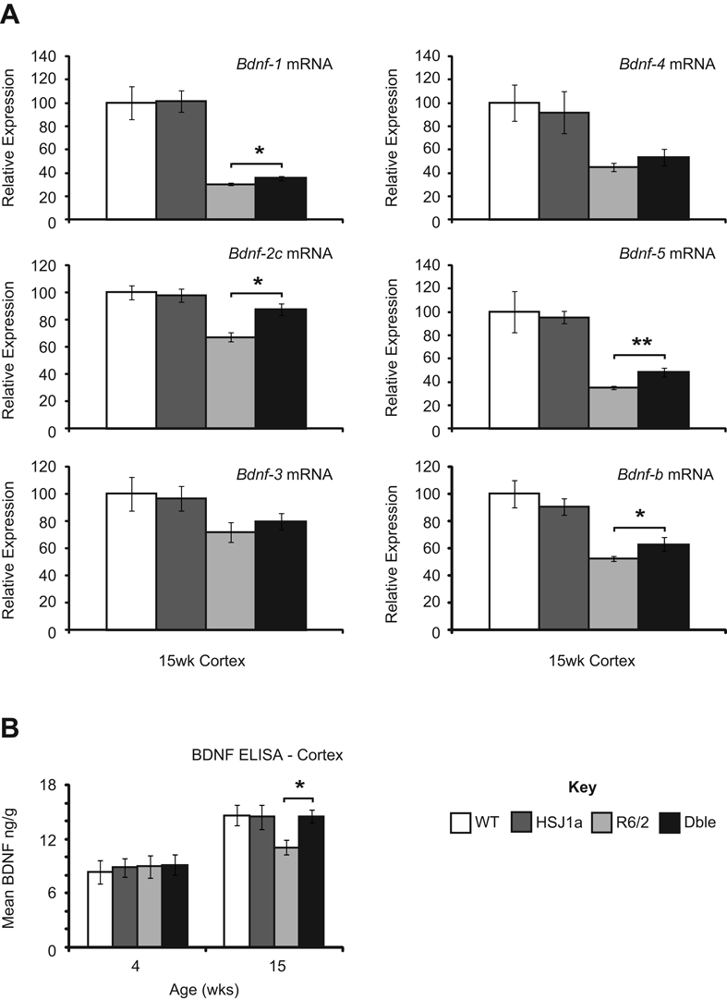 A
Bdnf-1 mRNA
Relative Expression
140
120
100
80
60
40
20
0
*
Bdnf-4 mRNA
Relative Expression
140
120
100
80
60
40
20
0
Bdnf-2c mRNA
Relative Expression
120
100
80
60
40
20
0
*
Bdnf-5 mRNA
Relative Expression
140
120
100
80
60
40
20
0
**
Bdnf-3 mRNA
Relative Expression
120
100
80
60
40
20
0
15wk Cortex
Bdnf-b mRNA
Relative Expression
120
100
80
60
40
20
0
*
15wk Cortex
B
BDNF ELISA - Cortex
Mean BDNF ng/g
18
12
6
0
*
4 15
Age (wks)
Key
WT HSJ1a R6/2 Dble